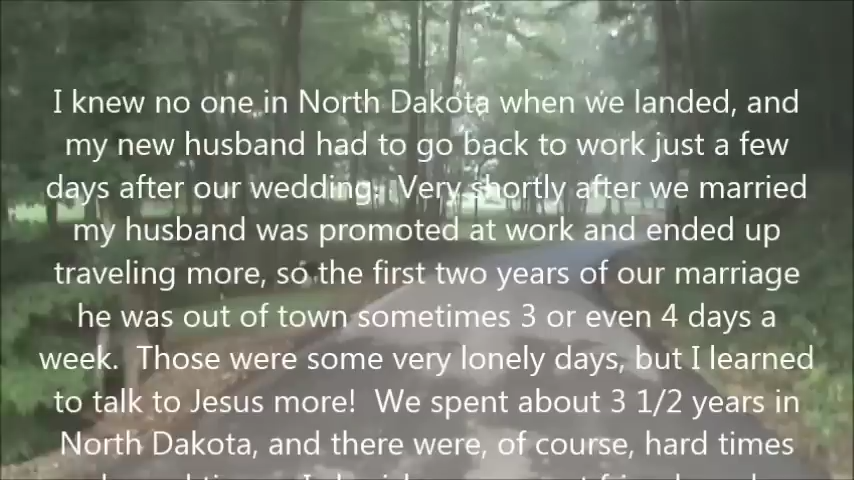 I knew no one in North Dakota when we landed, and
my new husband had to go back to work just a few
days after our wedding.  Very shortly after we married
my husband was promoted at work and ended up
traveling more, so the first two years of our marriage
he was out of town sometimes 3 or even 4 days a
week.  Those were some very lonely days, but I learned
to talk to Jesus more!  We spent about 3 1/2 years in
North Dakota, and there were, of course, hard times